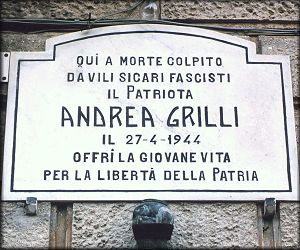 QUI A MORTE COLPITO
DA VILI SICARI FASCISTI
IL PATRIOTA
ANDREA GRILLI
IL 27-4-1944
OFFRÌ LA GIOVANE VITA
PER LA LIBERTÀ DELLA PATRIA